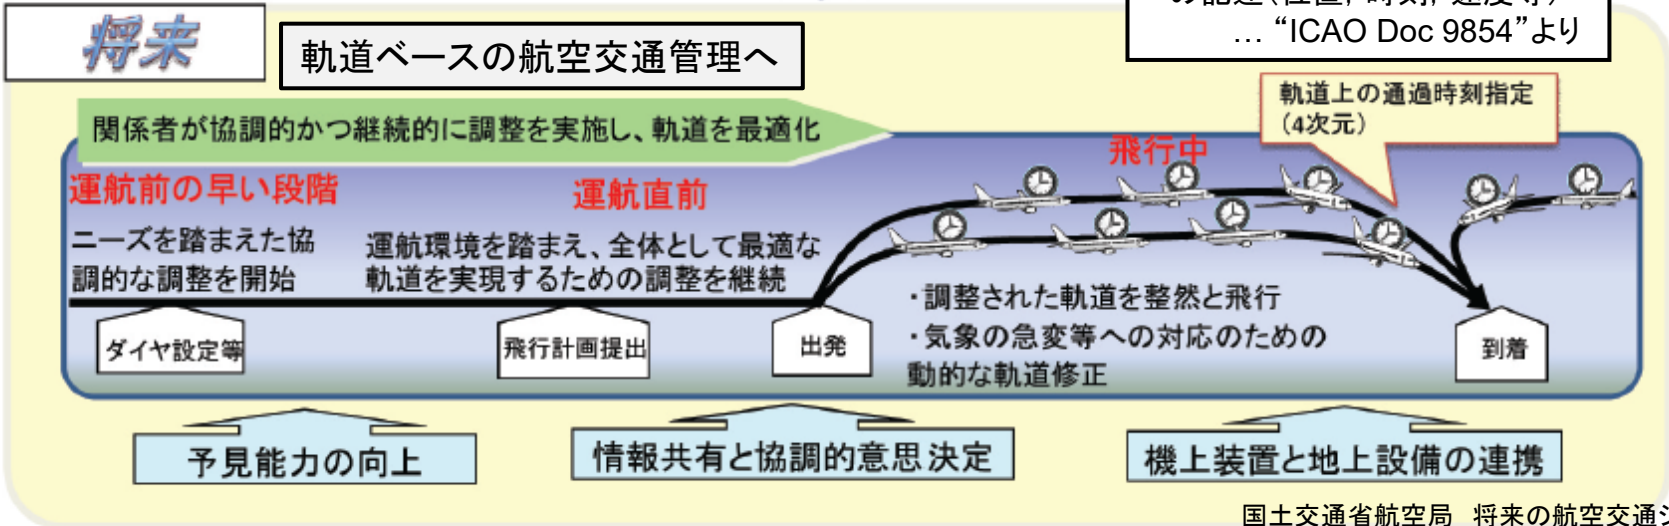 の記述（位置，時刻，速度等）
… “ICAO Doc 9854”より
将来
軌道ベースの航空交通管理へ
関係者が協調的かつ継続的に調整を実施し、軌道を最適化
軌道上の通過時刻指定
（4次元）
運航前の早い段階
ニーズを踏まえた協
調的な調整を開始
運航直前
運航環境を踏まえ、全体として最適な
軌道を実現するための調整を継続
飛行中
・調整された軌道を整然と飛行
・気象の急変等への対応のための
動的な軌道修正
ダイヤ設定等
飛行計画提出
出発
到着
予見能力の向上
情報共有と協調的意思決定
機上装置と地上設備の連携
国土交通省航空局　将来の航空交通シ